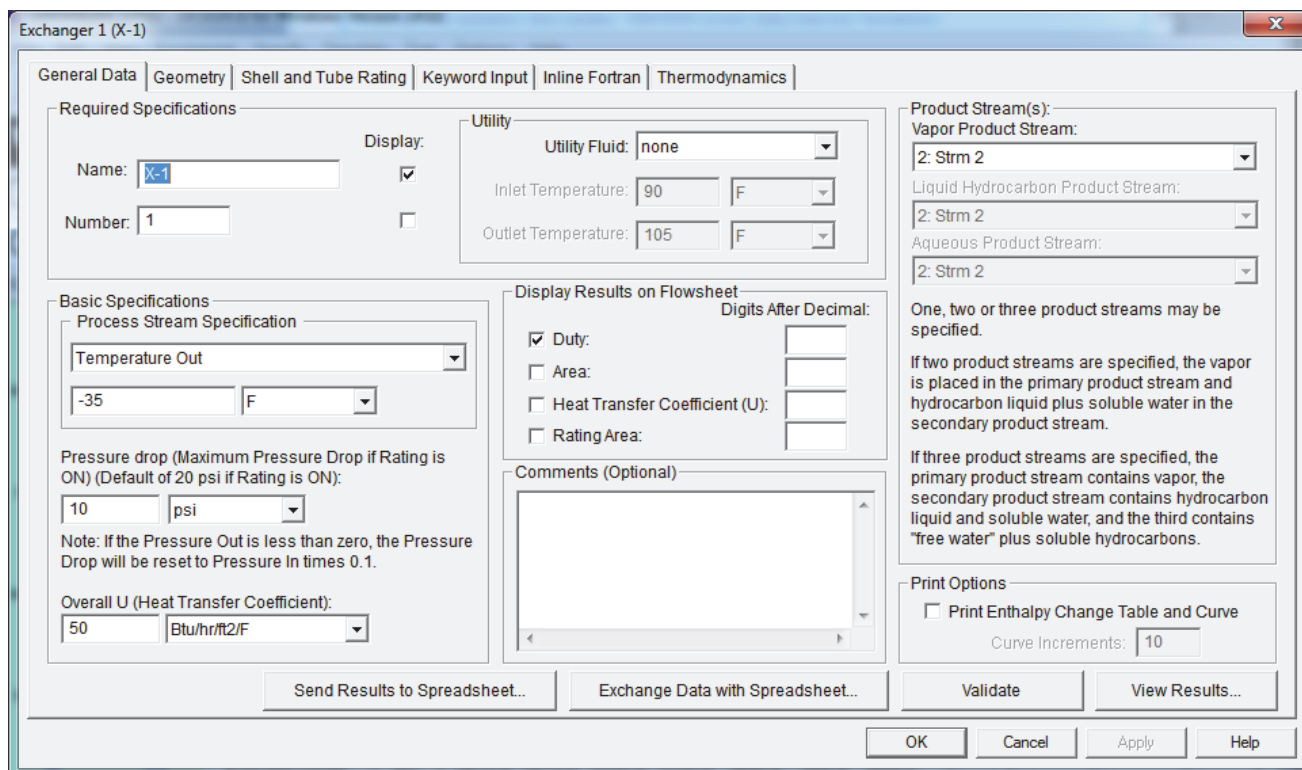 Exchanger 1 (X-1)
General Data
Geometry
Shell and Tube Rating
Keyword Input
Inline Fortran
Thermodynamics
Required Specifications
Display:
Name: X-1
Number: 1
Utility
Utility Fluid: none
Inlet Temperature: 90 F
Outlet Temperature: 105 F
Basic Specifications
Process Stream Specification
Temperature Out
-35 F
Pressure drop (Maximum Pressure Drop if Rating is
ON) (Default of 20 psi if Rating is ON):
10 psi
Note: If the Pressure Out is less than zero, the Pressure
Drop will be reset to Pressure In times 0.1.
Overall U (Heat Transfer Coefficient):
50 Btu/hr/ft2/F
Display Results on Flowsheet
Digits After Decimal:
Duty:
Area:
Heat Transfer Coefficient (U):
Rating Area:
Comments (Optional)
Product Stream(s):
Vapor Product Stream:
2: Strm 2
Liquid Hydrocarbon Product Stream:
2: Strm 2
Aqueous Product Stream:
2: Strm 2
One, two or three product streams may be
specified.
If two product streams are specified, the vapor
is placed in the primary product stream and
hydrocarbon liquid plus soluble water in the
secondary product stream.
If three product streams are specified, the
primary product stream contains vapor, the
secondary product stream contains hydrocarbon
liquid and soluble water, and the third contains
"free water" plus soluble hydrocarbons.
Print Options
Print Enthalpy Change Table and Curve
Curve Increments: 10
Send Results to Spreadsheet...
Exchange Data with Spreadsheet...
Validate
View Results...
OK
Cancel
Apply
Help